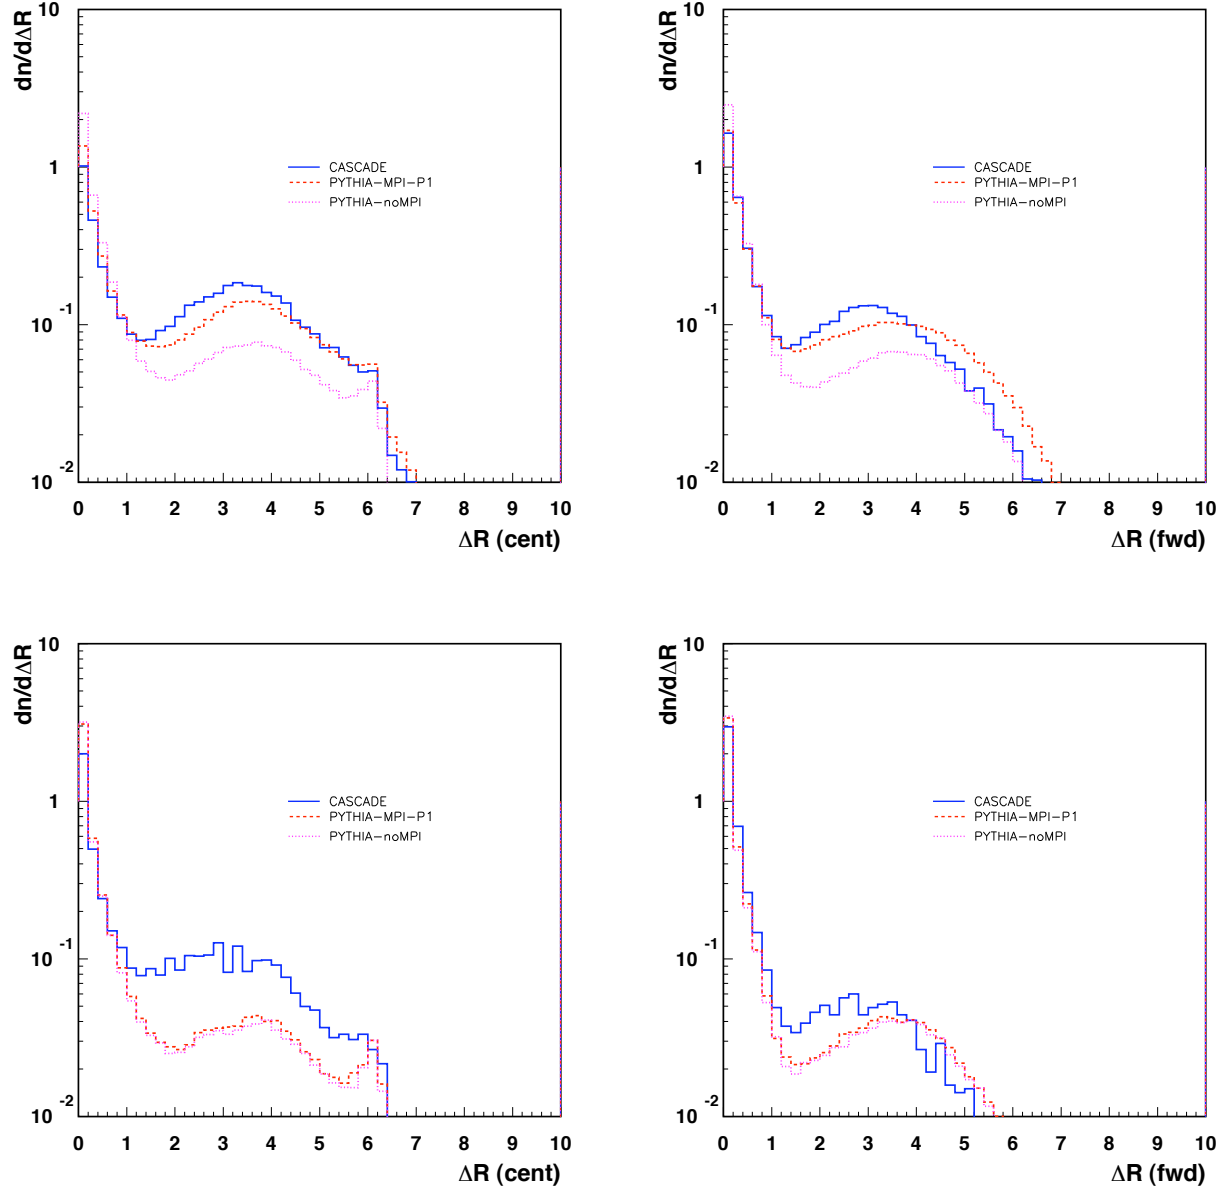 dn/dΔR
10
1
10 -1
10 -2
0 1 2 3 4 5 6 7 8 9 10
ΔR (cent)
CASCADE
PYTHIA-MPI-P1
PYTHIA-noMPI
dn/dΔR
10
1
10 -1
10 -2
0 1 2 3 4 5 6 7 8 9 10
ΔR (fwd)
CASCADE
PYTHIA-MPI-P1
PYTHIA-noMPI
dn/dΔR
10
1
10 -1
10 -2
0 1 2 3 4 5 6 7 8 9 10
ΔR (cent)
CASCADE
PYTHIA-MPI-P1
PYTHIA-noMPI
dn/dΔR
10
1
10 -1
10 -2
0 1 2 3 4 5 6 7 8 9 10
ΔR (fwd)
CASCADE
PYTHIA-MPI-P1
PYTHIA-noMPI